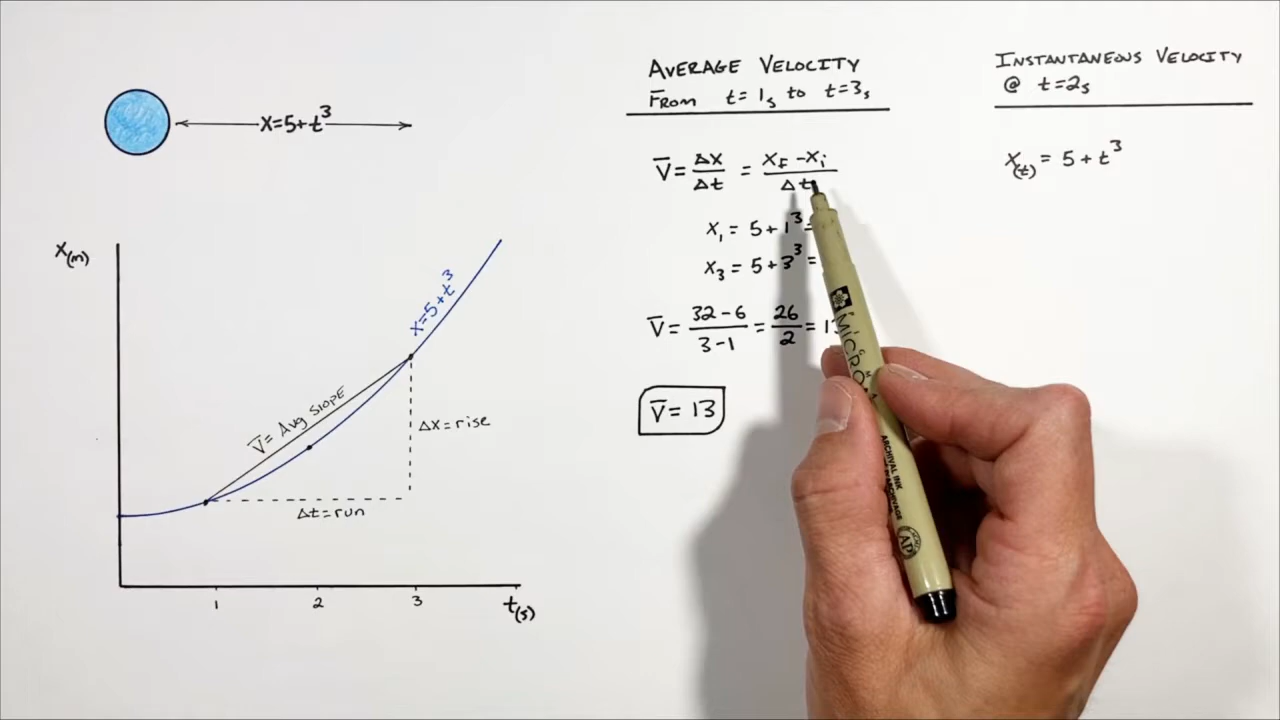 X=5+t³
X(m)
X=5+t³
V̅=Avg SLOPE
Δx=rise
Δt=run
1 2 3 t(s)
AVERAGE VELOCITY
FROM t=1s to t=3s
V̅=Δx/Δt = (XF-Xi)/Δt
X₁=5+1³=
X₃=5+3³=
V̅=(32-6)/(3-1)=26/2=
V̅=13
INSTANTANEOUS VELOCITY
@ t=2s
X(t)=5+t³
MICRON
ARCHIVAL INK
AP